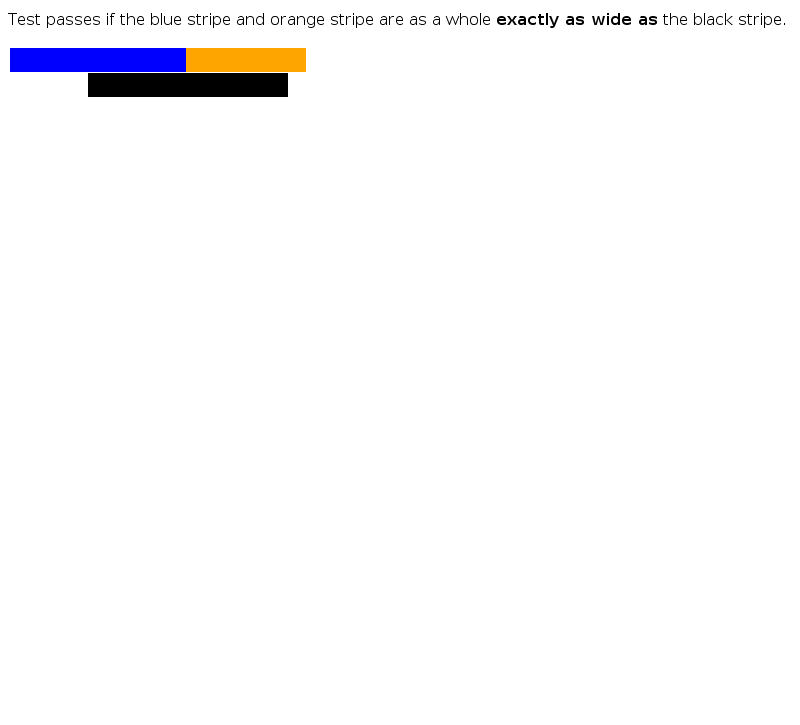 Test passes if the blue stripe and orange stripe are as a whole exactly as wide as the black stripe.